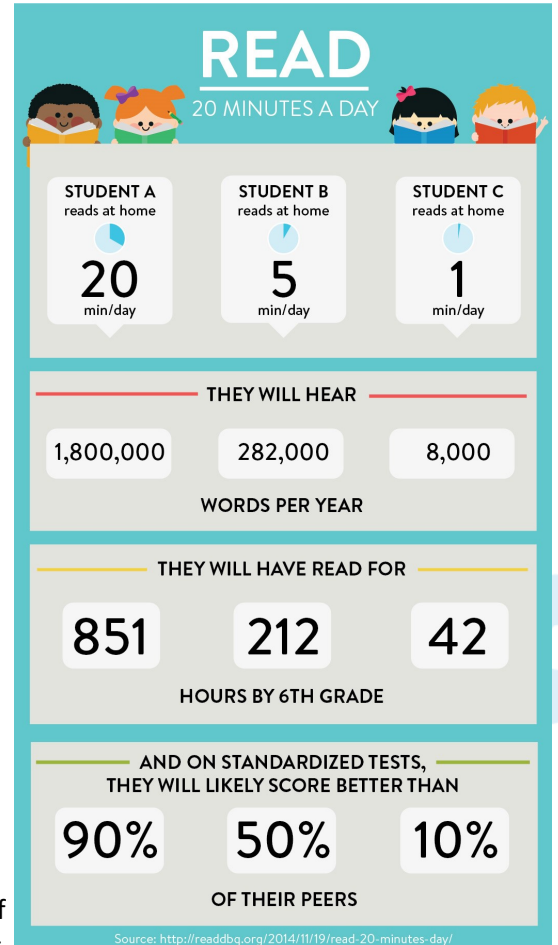 READ
20 MINUTES A DAY
STUDENT A
reads at home
20
min/day
STUDENT B
reads at home
5
min/day
STUDENT C
reads at home
1
min/day
THEY WILL HEAR
1,800,000 282,000 8,000
WORDS PER YEAR
THEY WILL HAVE READ FOR
851 212 42
HOURS BY 6TH GRADE
AND ON STANDARDIZED TESTS,
THEY WILL LIKELY SCORE BETTER THAN
90% 50% 10%
OF THEIR PEERS
f
Source: http://readdbq.org/2014/11/19/read-20-minutes-day/